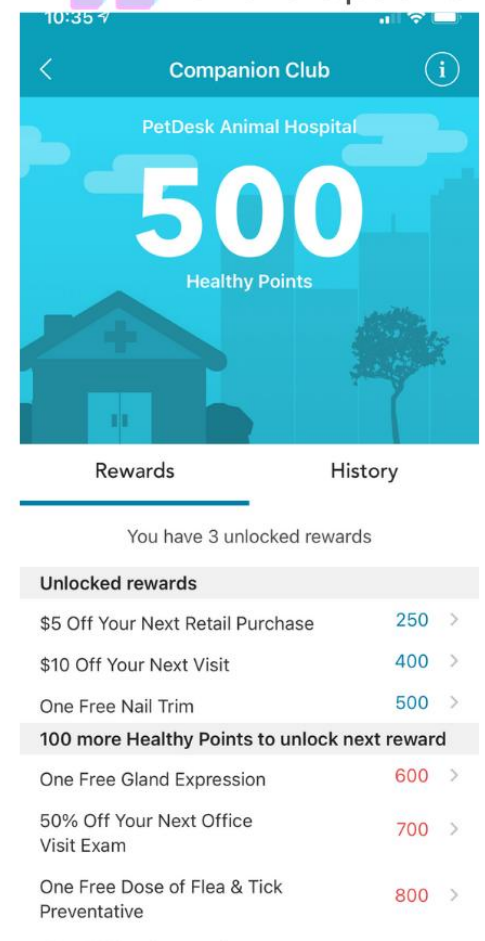 10:35
Companion Club
i
PetDesk Animal Hospital
500
Healthy Points
Rewards History
You have 3 unlocked rewards
Unlocked rewards
$5 Off Your Next Retail Purchase 250
$10 Off Your Next Visit 400
One Free Nail Trim 500
100 more Healthy Points to unlock next reward
One Free Gland Expression 600
50% Off Your Next Office
Visit Exam 700
One Free Dose of Flea & Tick
Preventative 800